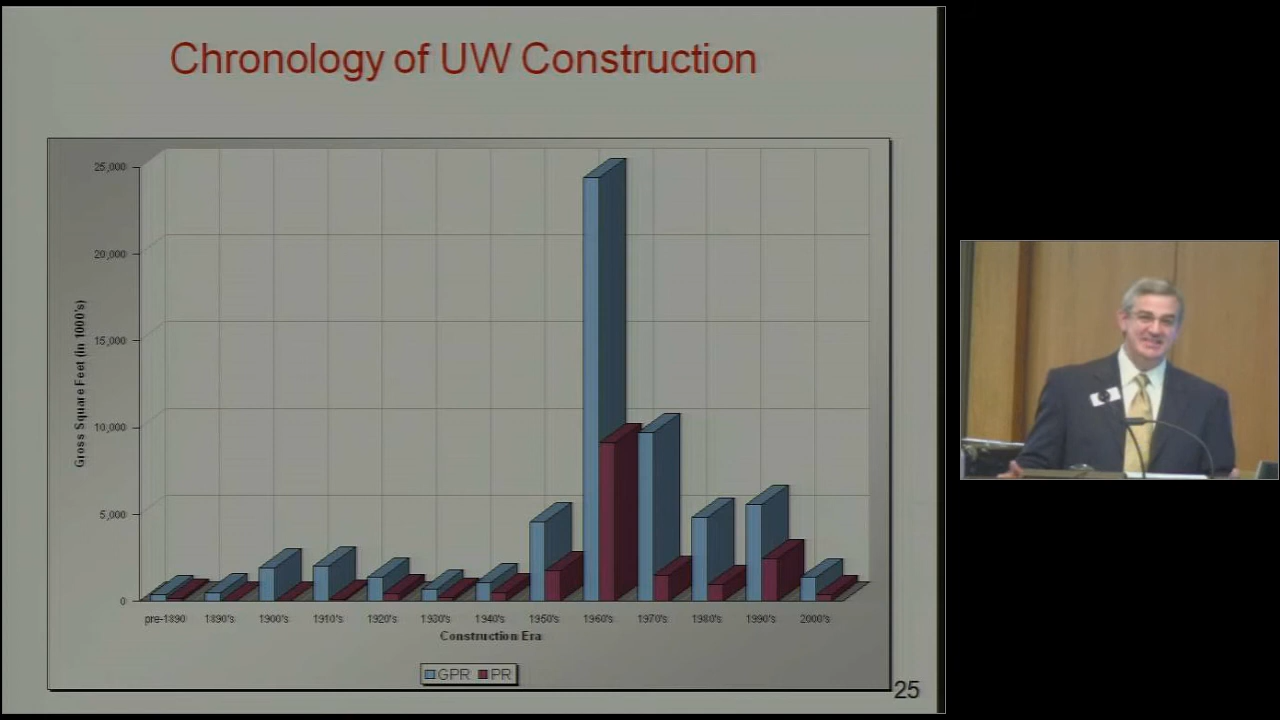 Chronology of UW Construction
25,000
20,000
15,000
10,000
5,000
0
Gross Square Feet (in 1000's)
pre-1890 1890's 1900's 1910's 1920's 1930's 1940's 1950's 1960's 1970's 1980's 1990's 2000's
Construction Era
GPR PR
25